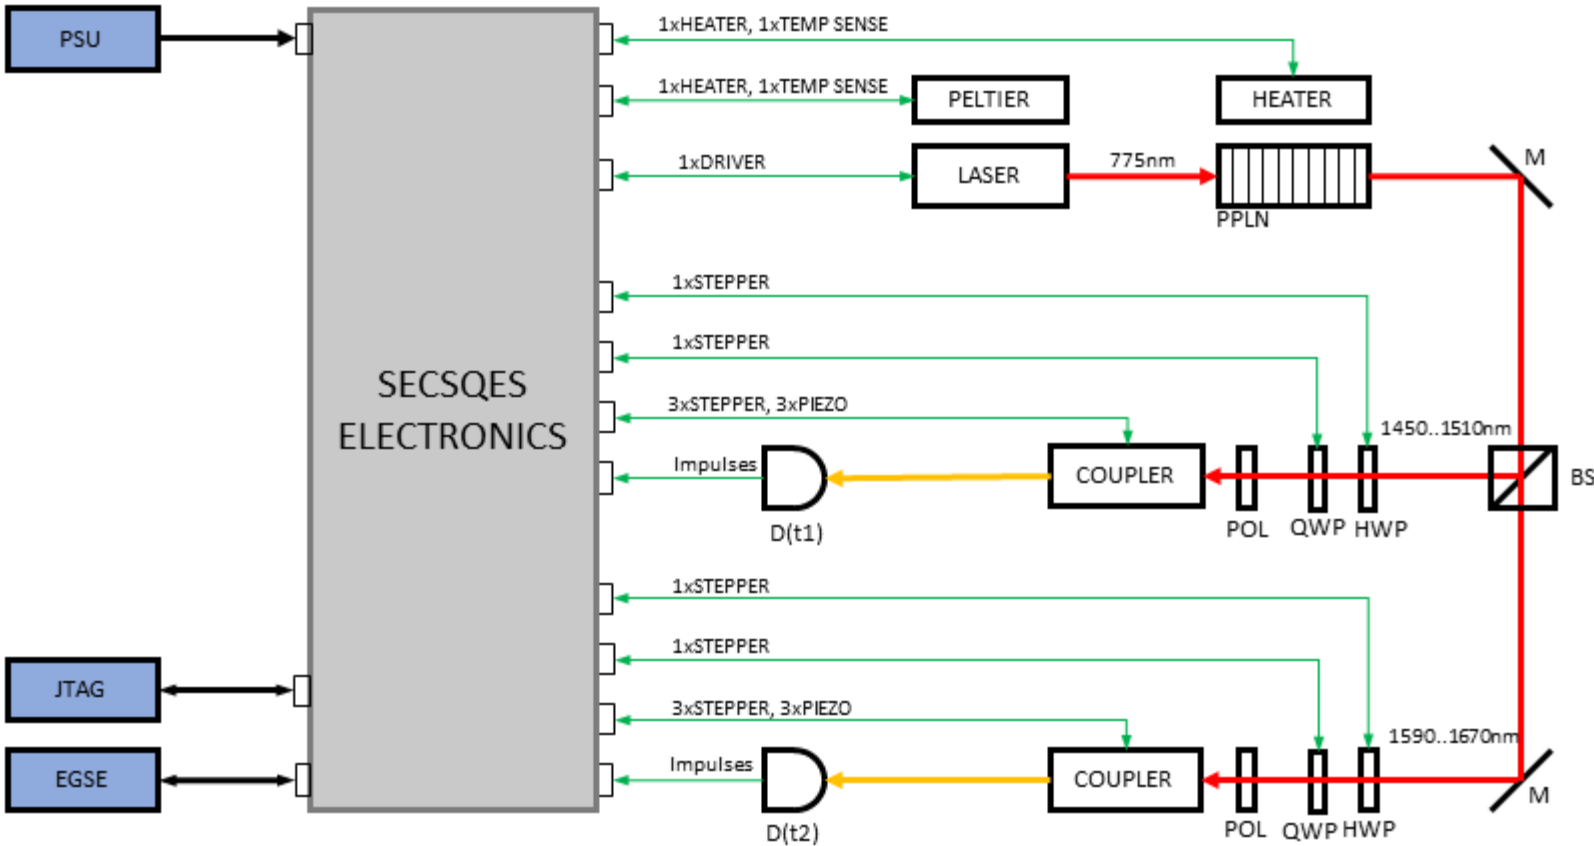 PSU
1xHEATER, 1xTEMP SENSE
1xHEATER, 1xTEMP SENSE
PELTIER
HEATER
1xDRIVER
LASER
775nm
M
PPLN
1xSTEPPER
1xSTEPPER
SECSQES
ELECTRONICS
3xSTEPPER, 3xPIEZO
1450..1510nm
Impulses
COUPLER
BS
D(t1)
POL
QWP
HWP
1xSTEPPER
1xSTEPPER
JTAG
3xSTEPPER, 3xPIEZO
1590..1670nm
Impulses
EGSE
COUPLER
M
D(t2)
POL
QWP
HWP